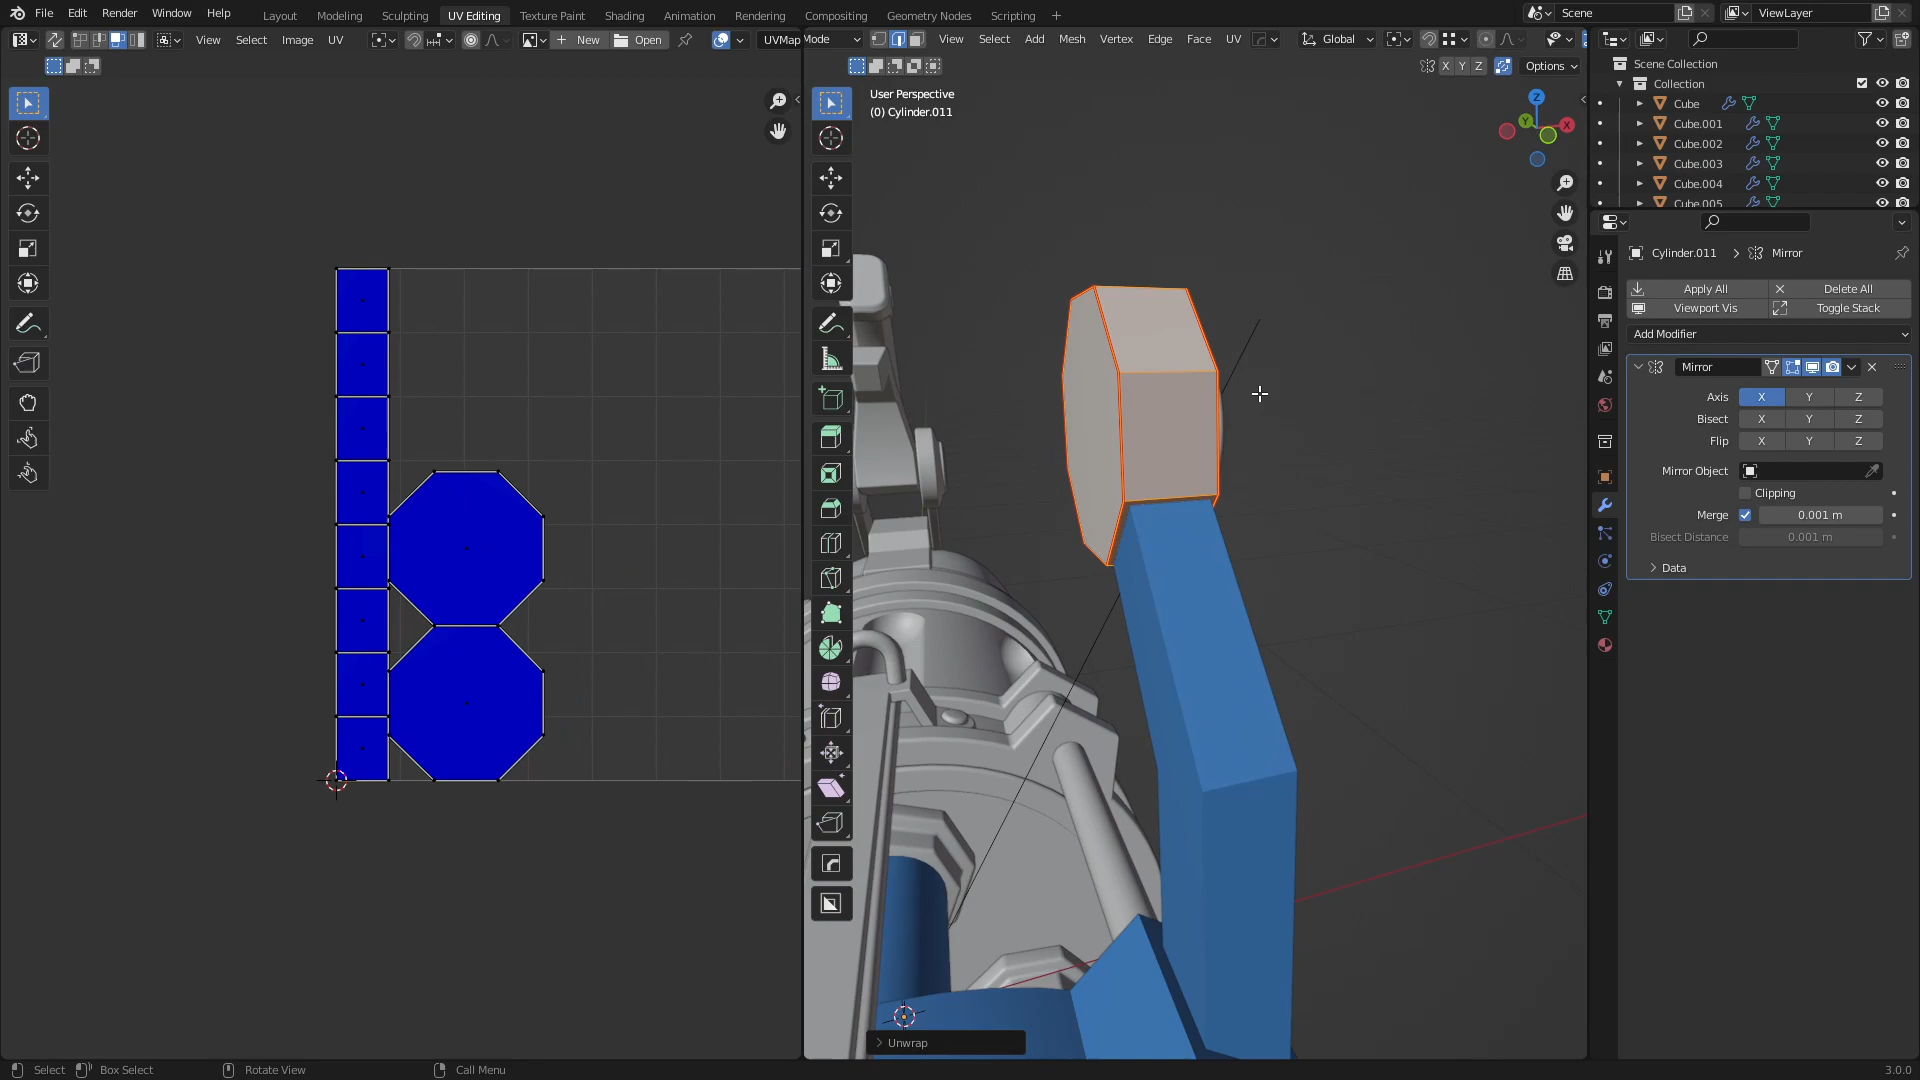 File Edit Render Window Help
Layout Modeling Sculpting UV Editing Texture Paint Shading Animation Rendering Compositing Geometry Nodes Scripting +
Scene
ViewLayer
View Select Image UV
New
Open
UVMap
Mode
View Select Add Mesh Vertex Edge Face UV
Global
X Y Z
Options
User Perspective
(0) Cylinder.011
Z
Y
X
Scene Collection
Collection
Cube
Cube.001
Cube.002
Cube.003
Cube.004
Cube.005
Cylinder.011 > Mirror
Apply All
Delete All
Viewport Vis
Toggle Stack
Add Modifier
Mirror
Axis X Y Z
Bisect X Y Z
Flip X Y Z
Mirror Object
Clipping
Merge 0.001 m
Bisect Distance 0.001 m
Data
Unwrap
Select
Box Select
Rotate View
Call Menu
3.0.0